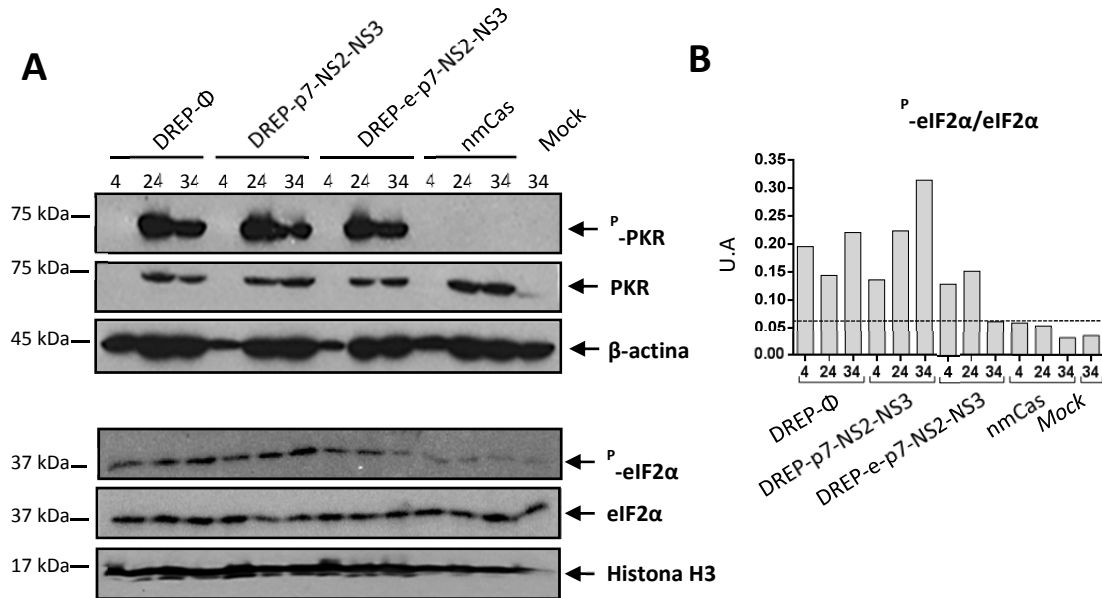 A
DREP-Φ
DREP-p7-NS2-NS3
DREP-e-p7-NS2-NS3
nmCas
Mock
4 24 34 4 24 34 4 24 34 4 24 34 34
75 kDa
P-PKR
75 kDa
PKR
45 kDa
β-actina
37 kDa
P-eIF2α
37 kDa
eIF2α
17 kDa
Histona H3
B
P-eIF2α/eIF2α
0.35
0.30
0.25
0.20
0.15
0.10
0.05
0.00
U.A
4 24 34 4 24 34 4 24 34 4 24 34 34
DREP-Φ
DREP-p7-NS2-NS3
DREP-e-p7-NS2-NS3
nmCas
Mock